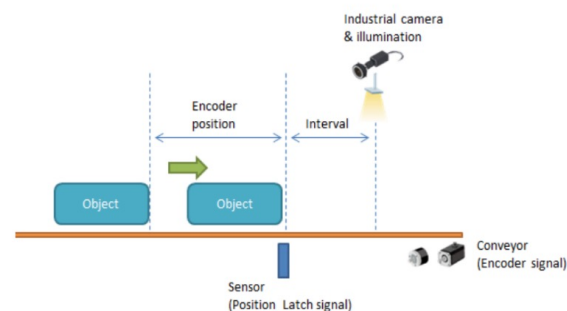 Industrial camera
& illumination
Encoder
position
Interval
Object
Object
Conveyor
(Encoder signal)
Sensor
(Position Latch signal)